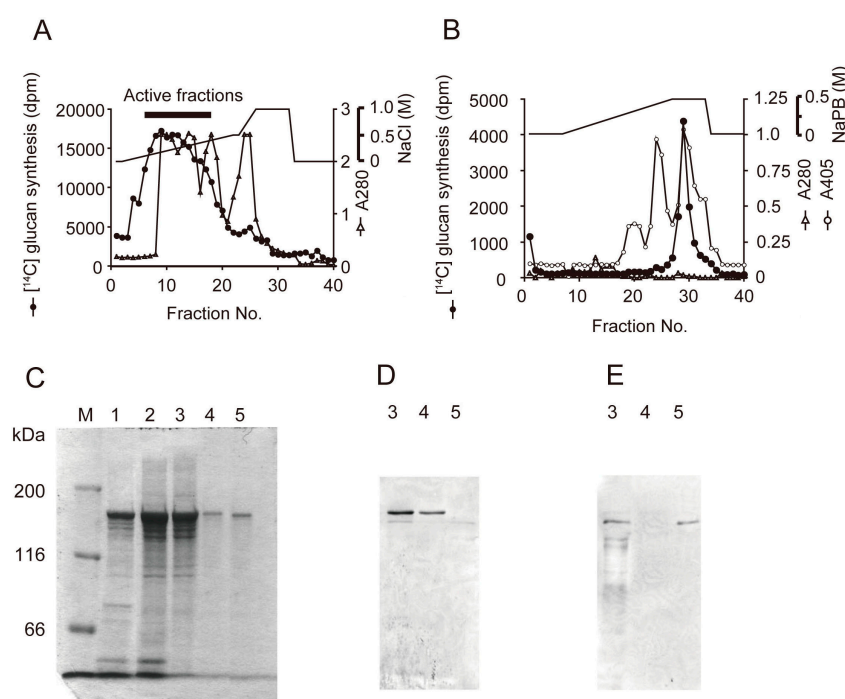 A
B
[¹⁴C] glucan synthesis (dpm)
Active fractions
20000
15000
10000
5000
0
0 10 20 30 40
Fraction No.
3
2
1
0
1.0
0.5
0
NaCl (M)
A280
[¹⁴C] glucan synthesis (dpm)
5000
4000
3000
2000
1000
0
0 10 20 30 40
Fraction No.
1.25
1.0
0.75
0.5
0.25
0
0.5
0
NaPB (M)
A280
A405
C
D
E
M 1 2 3 4 5
3 4 5
3 4 5
kDa
200
116
66